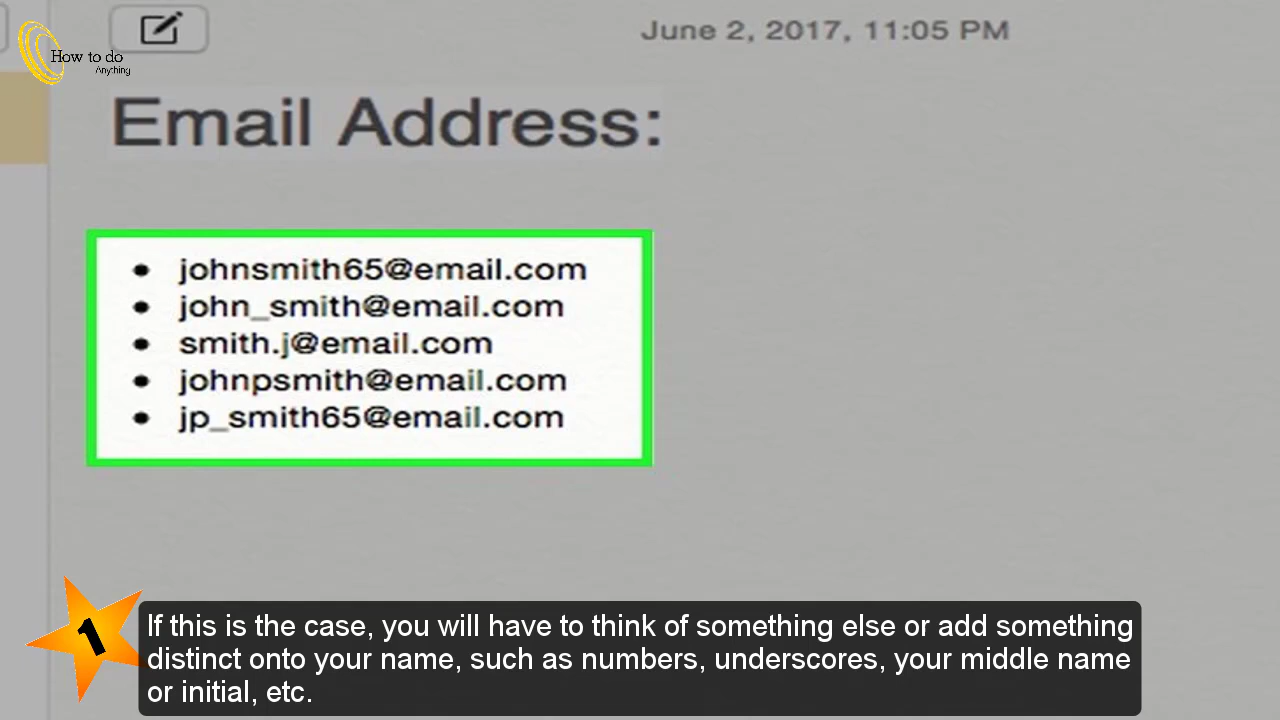 How to do
Anything
June 2, 2017, 11:05 PM
Email Address:
• johnsmith65@email.com
• john_smith@email.com
• smith.j@email.com
• johnpsmith@email.com
• jp_smith65@email.com
1
If this is the case, you will have to think of something else or add something
distinct onto your name, such as numbers, underscores, your middle name
or initial, etc.